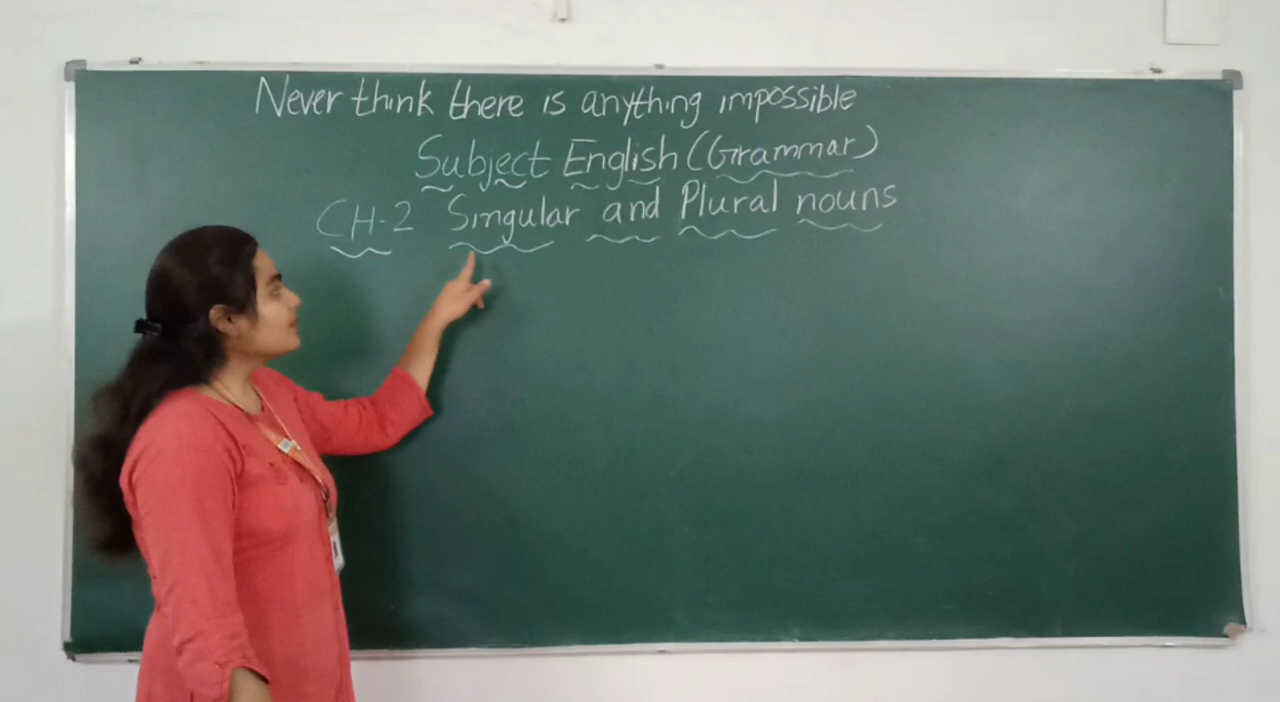 Never think there is anything impossible
Subject English (Grammar)
CH-2 Singular and Plural nouns